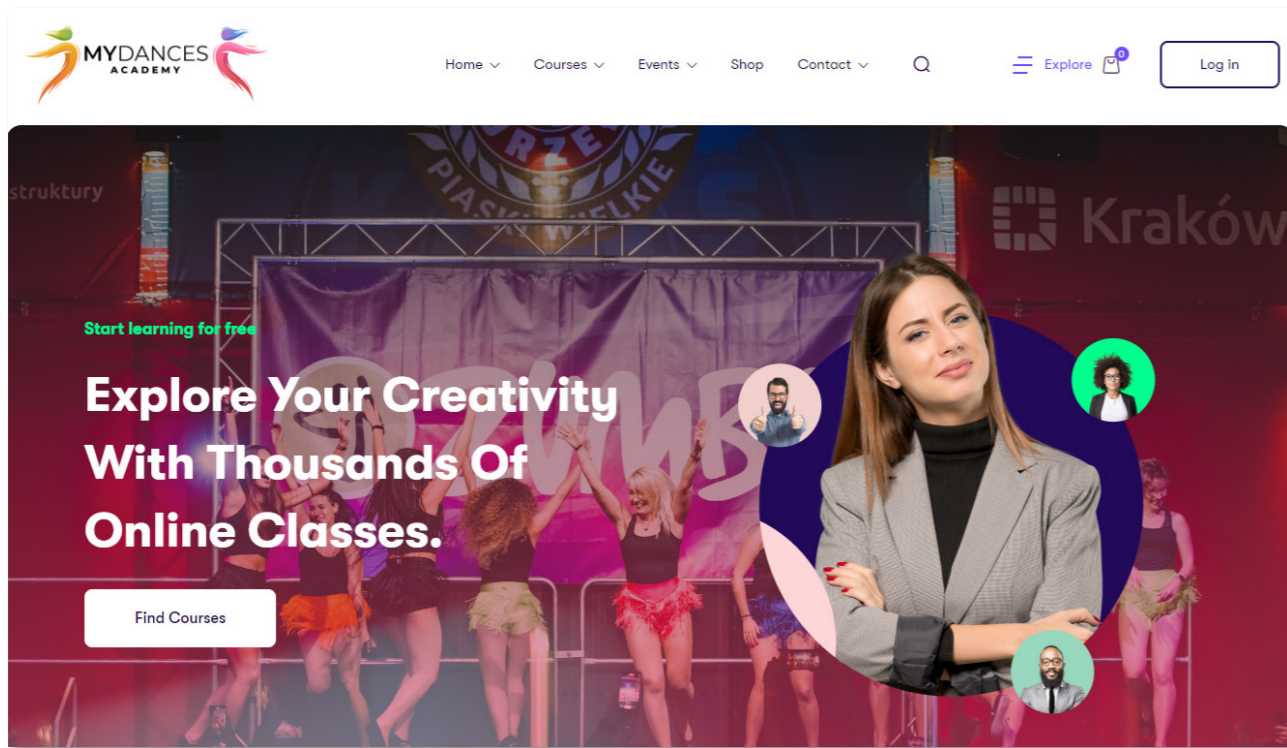 MYDANCES
ACADEMY
Home
Courses
Events
Shop
Contact
Explore
0
Log in
RZE
PIASKI WIELKIE
K S
struktury
Kraków
Start learning for free
Explore Your Creativity
With Thousands Of
Online Classes.
Find Courses